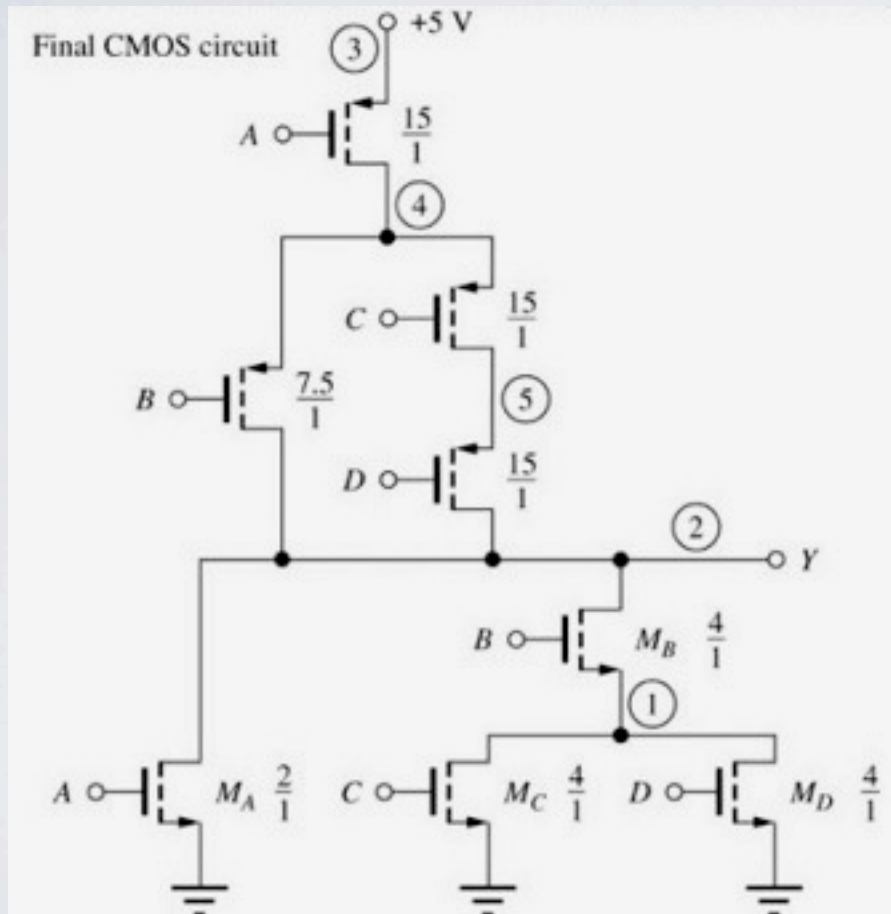 Final CMOS circuit
3
+5 V
A
15/1
4
C
15/1
B
7.5/1
5
D
15/1
2
Y
B
M_B 4/1
1
A
M_A 2/1
C
M_C 4/1
D
M_D 4/1